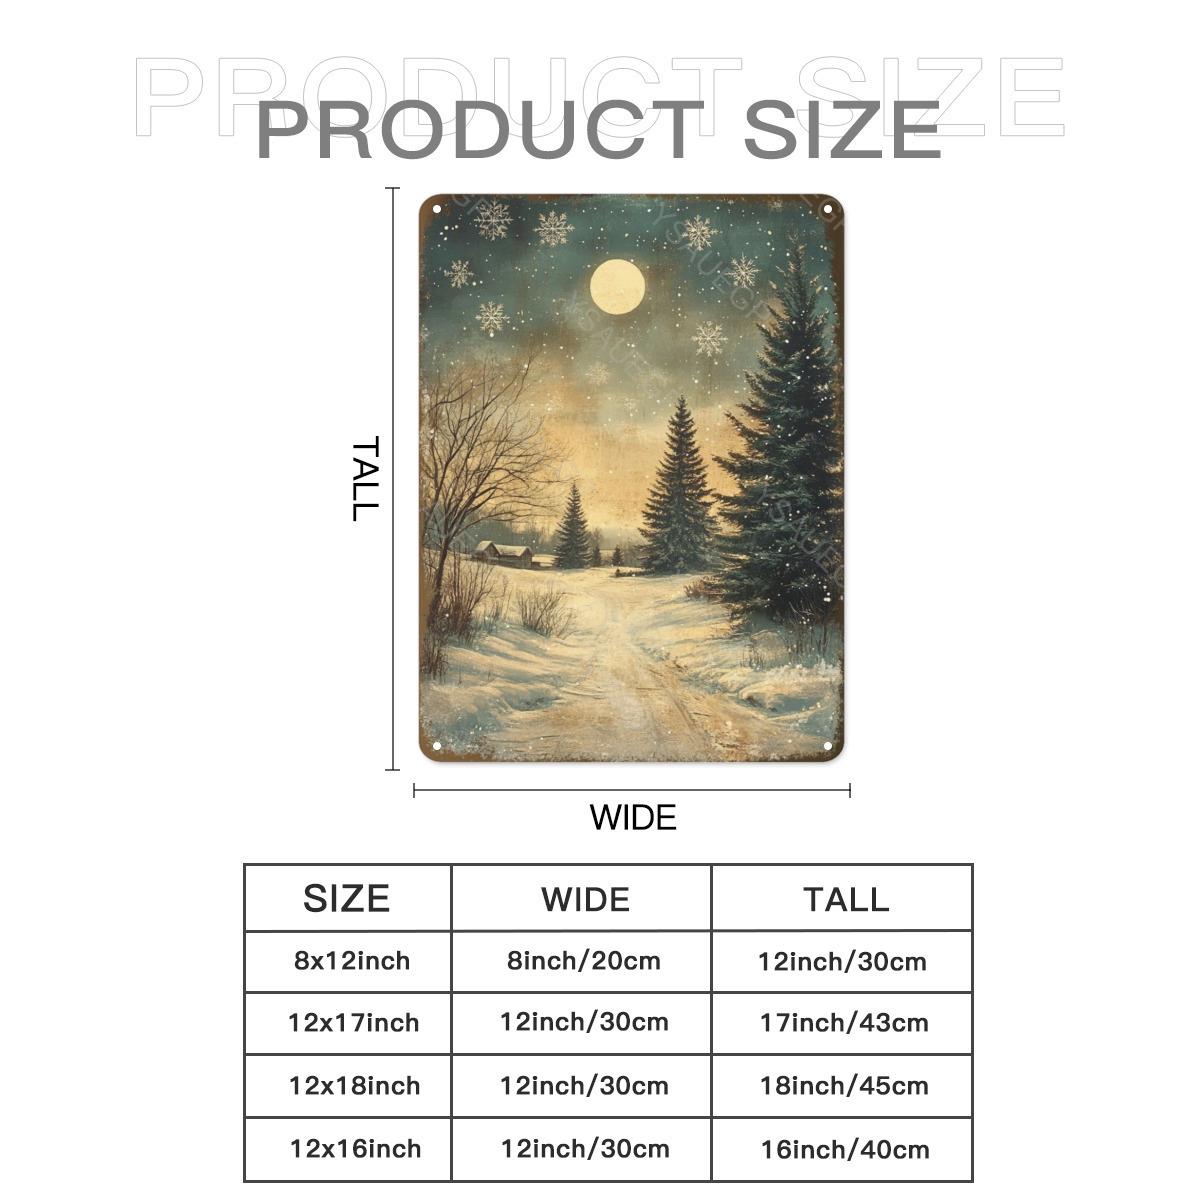 PRODUCT SIZE
PRODUCT SIZE
TALL
WIDE
SIZE WIDE TALL
8x12inch 8inch/20cm 12inch/30cm
12x17inch 12inch/30cm 17inch/43cm
12x18inch 12inch/30cm 18inch/45cm
12x16inch 12inch/30cm 16inch/40cm